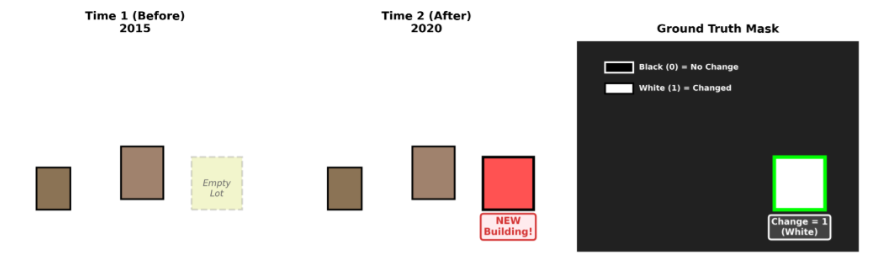 Time 1 (Before)
2015
Empty
Lot
Time 2 (After)
2020
NEW
Building!
Ground Truth Mask
Black (0) = No Change
White (1) = Changed
Change = 1
(White)